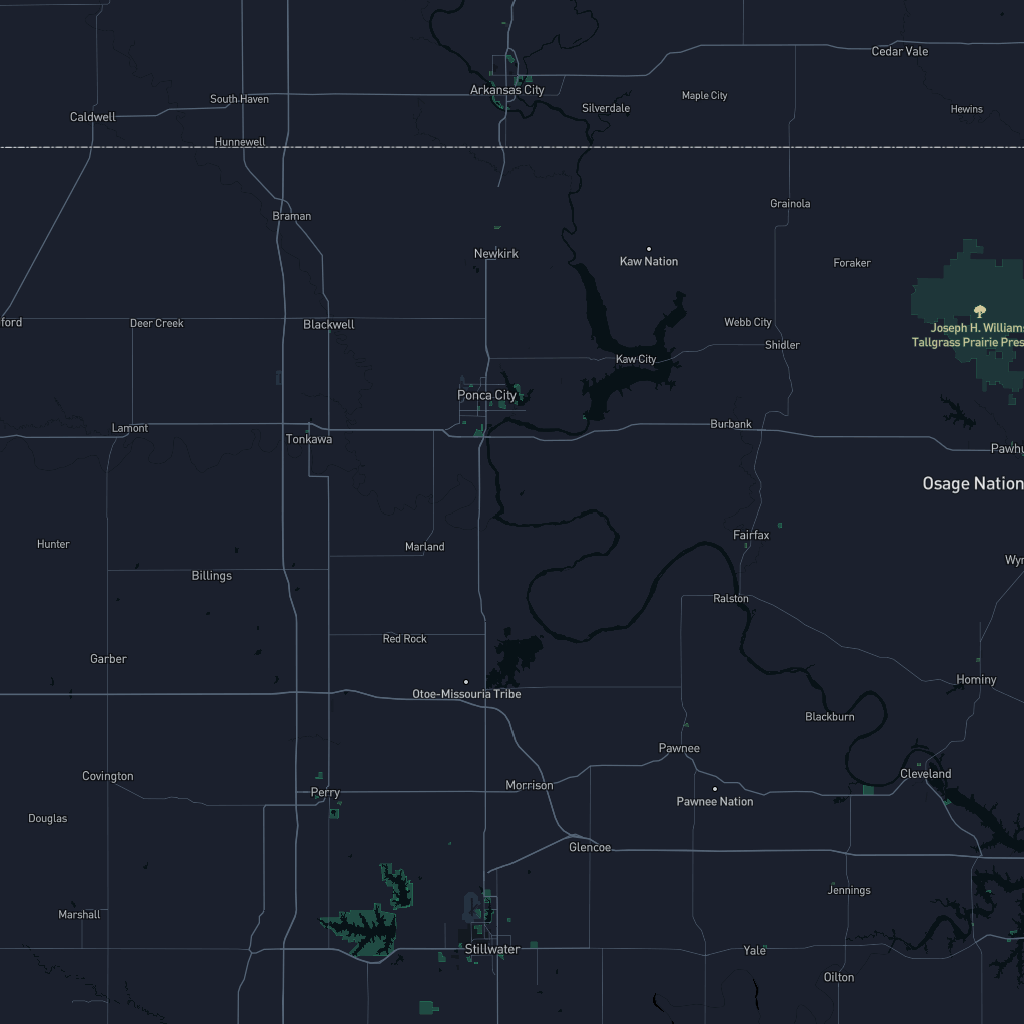 Cedar Vale
Arkansas City
South Haven
Maple City
Silverdale
Hewins
Caldwell
Hunnewell
Grainola
Braman
Newkirk
Kaw Nation
Foraker
ford
Deer Creek
Blackwell
Webb City
Joseph H. Williams
Tallgrass Prairie Pres
Shidler
Kaw City
Ponca City
Lamont
Tonkawa
Burbank
Pawhu
Osage Nation
Fairfax
Hunter
Marland
Wyn
Billings
Ralston
Red Rock
Garber
Hominy
Otoe-Missouria Tribe
Blackburn
Pawnee
Covington
Cleveland
Morrison
Perry
Pawnee Nation
Douglas
Glencoe
Jennings
Marshall
Stillwater
Yale
Oilton